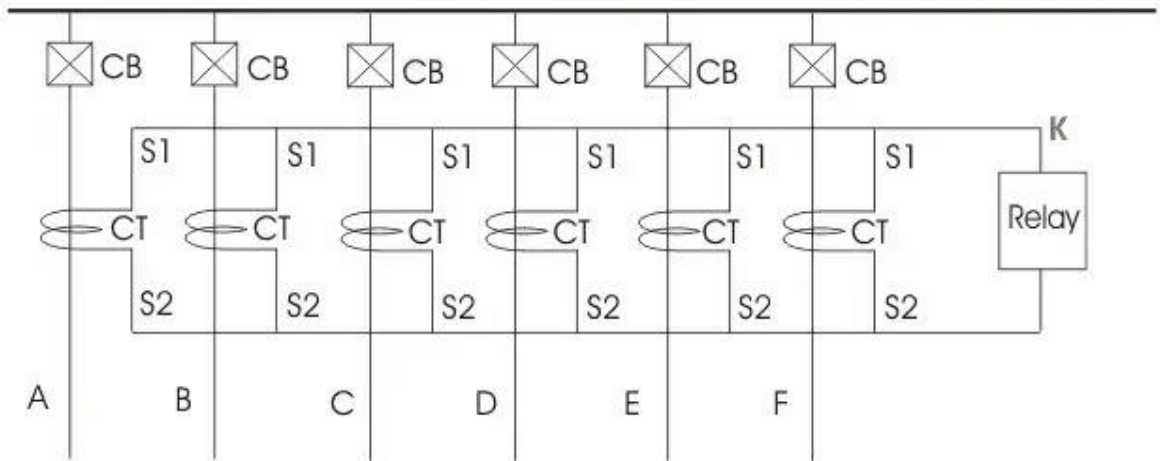 CB CB CB CB CB CB
K
S1 S1 S1 S1 S1 S1
CT CT CT CT CT CT Relay
S2 S2 S2 S2 S2 S2
A B C D E F